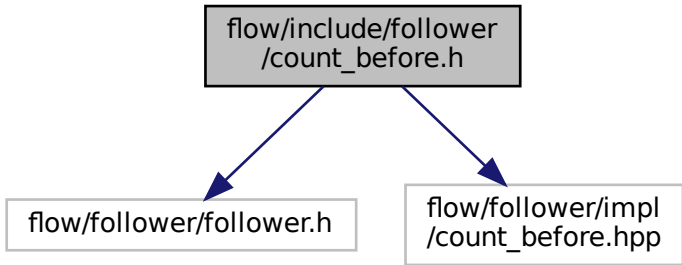 flow/include/follower
/count_before.h
flow/follower/follower.h
flow/follower/impl
/count_before.hpp